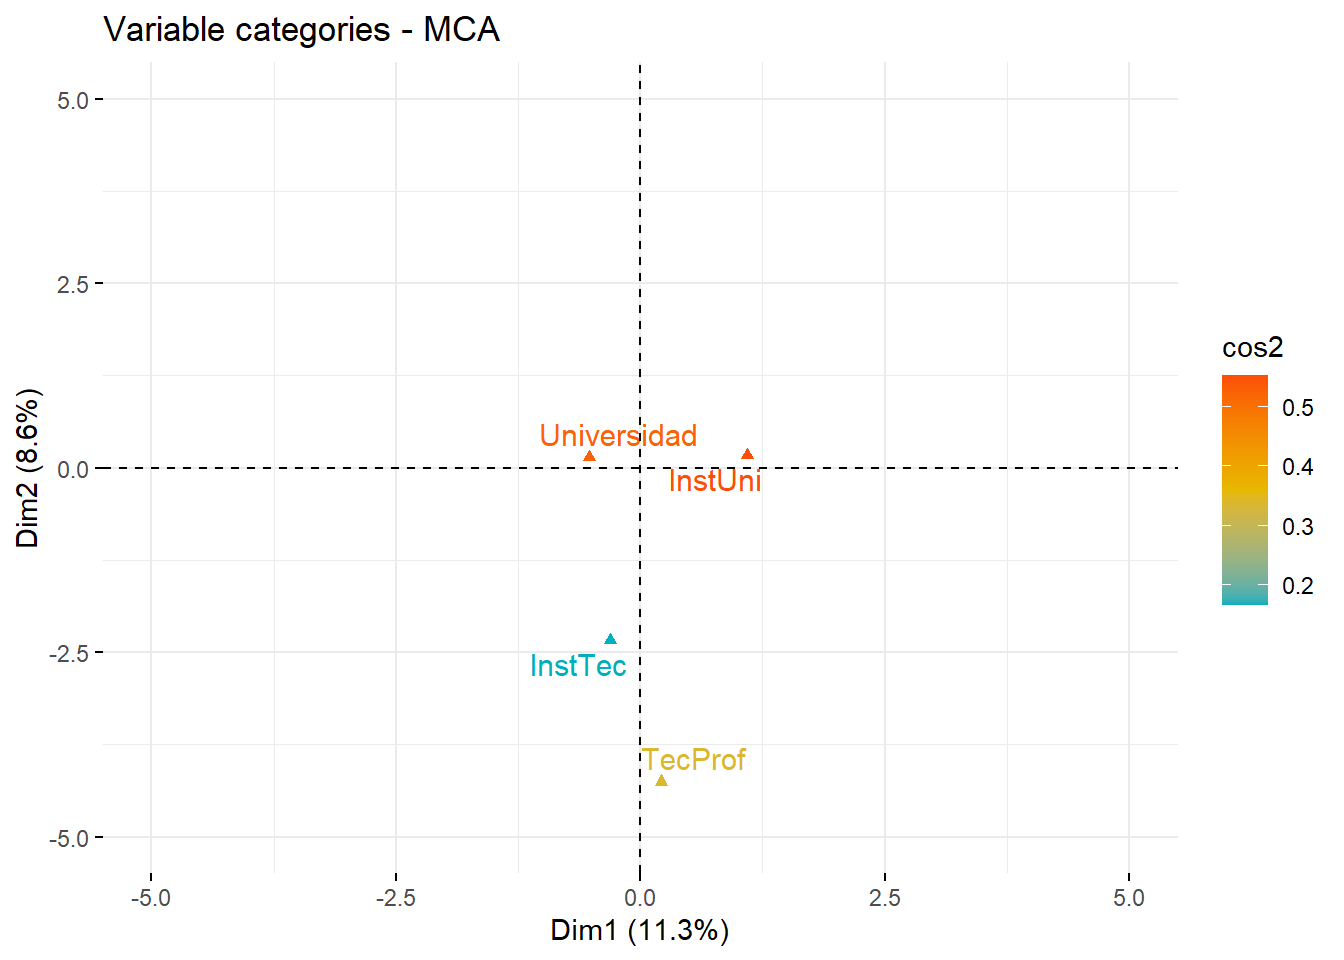 Variable categories - MCA
5.0
2.5
0.0
-2.5
-5.0
Dim2 (8.6%)
Universidad
InstUni
InstTec
TecProf
-5.0
-2.5
0.0
2.5
5.0
Dim1 (11.3%)
cos2
0.5
0.4
0.3
0.2